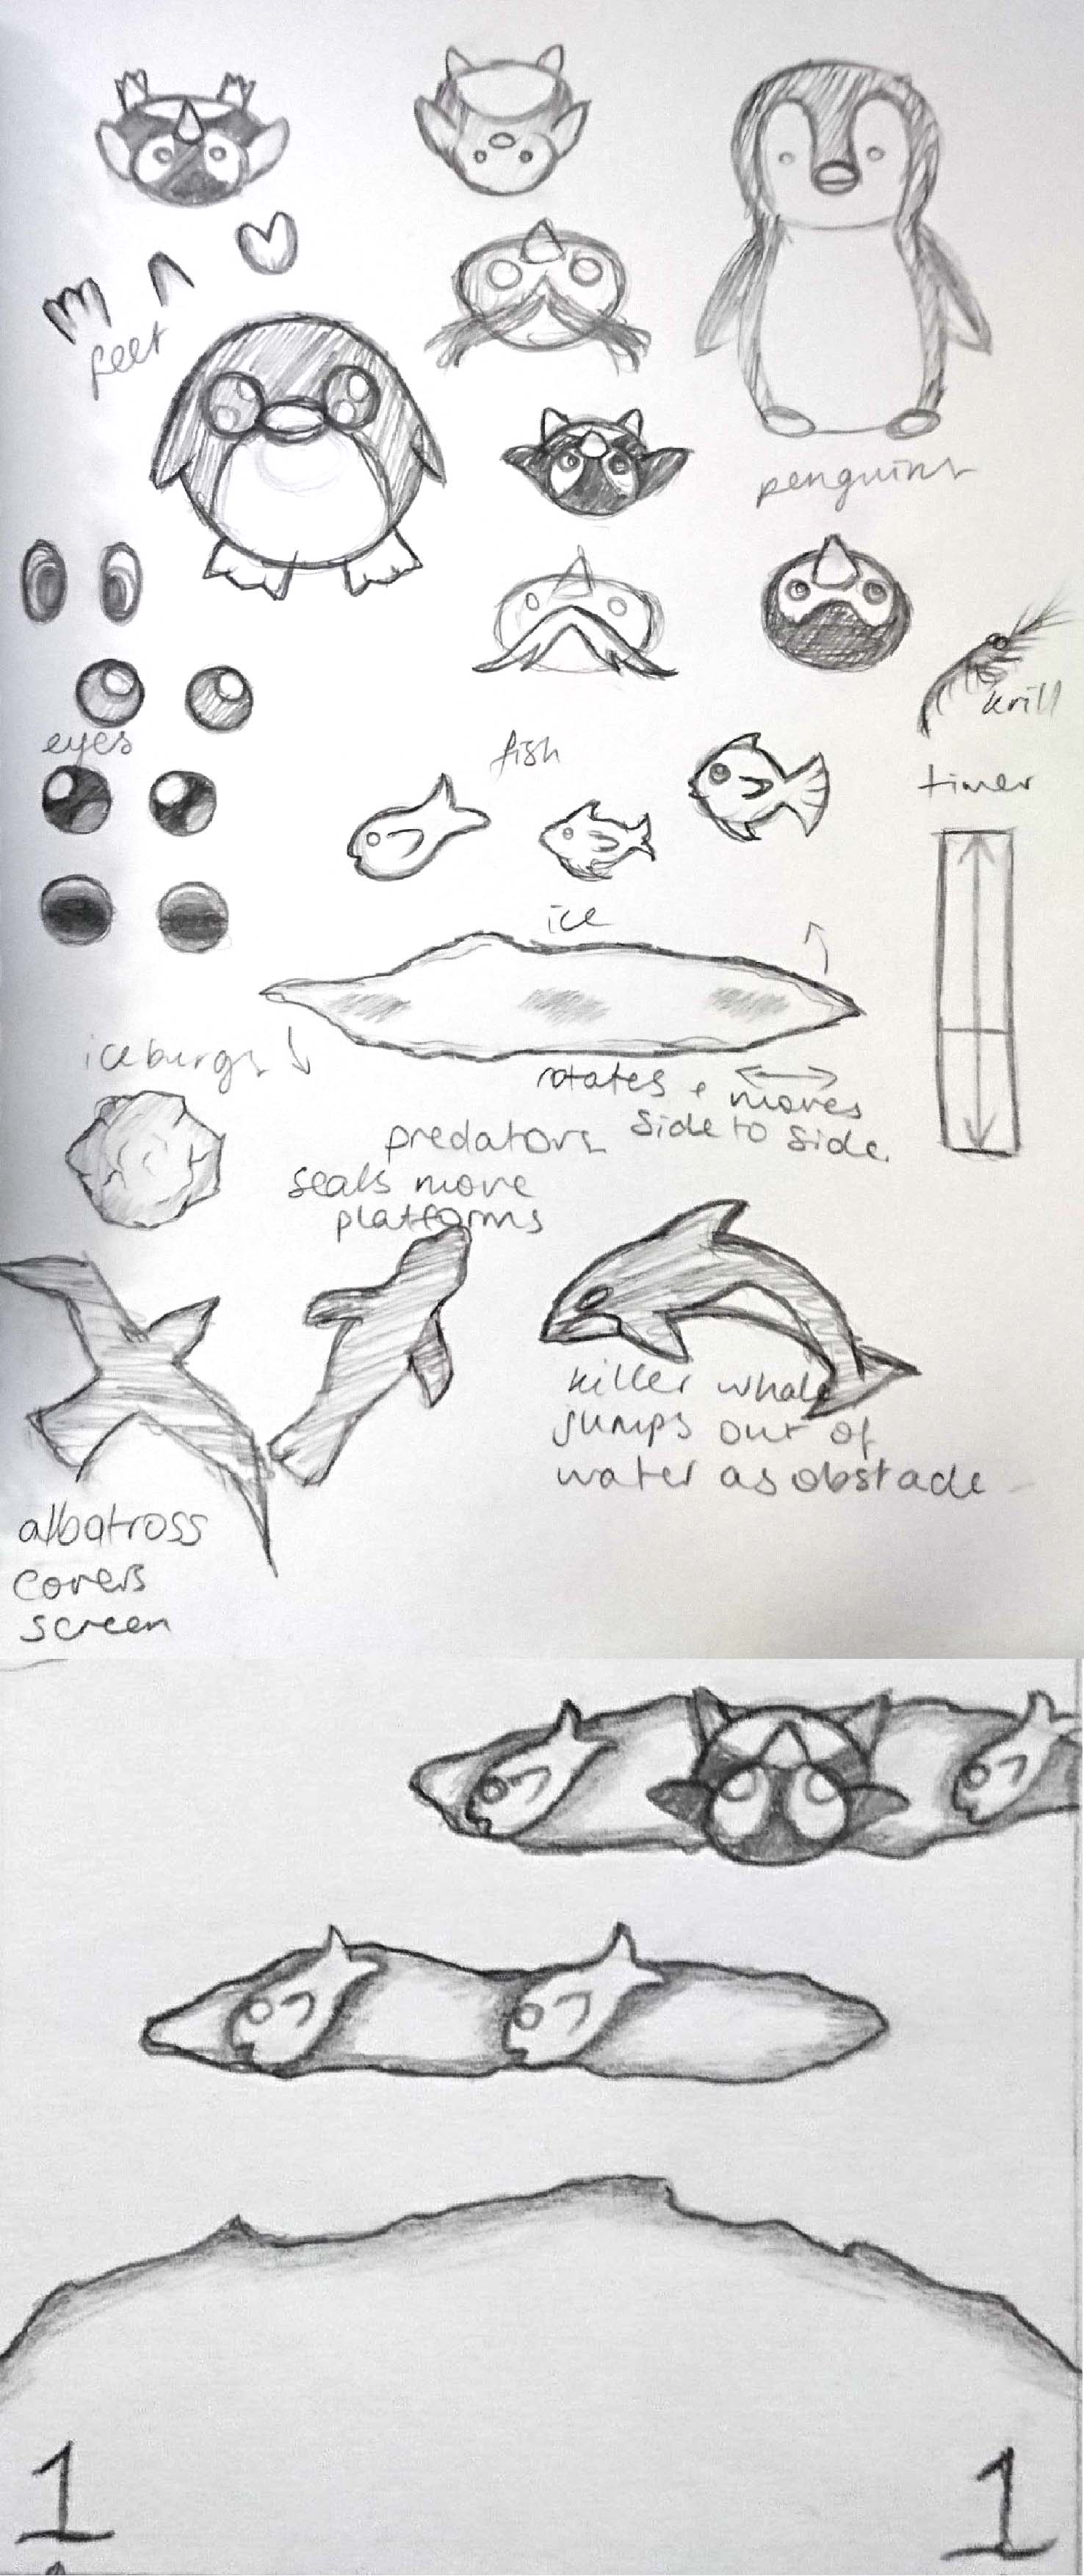 feet
penguins
krill
eyes
fish
timer
ice
iceburgs
rotates + moves
side to side
predators
seals move
platforms
killer whale
jumps out of
water as obstacle
albatross
covers
screen
1
1